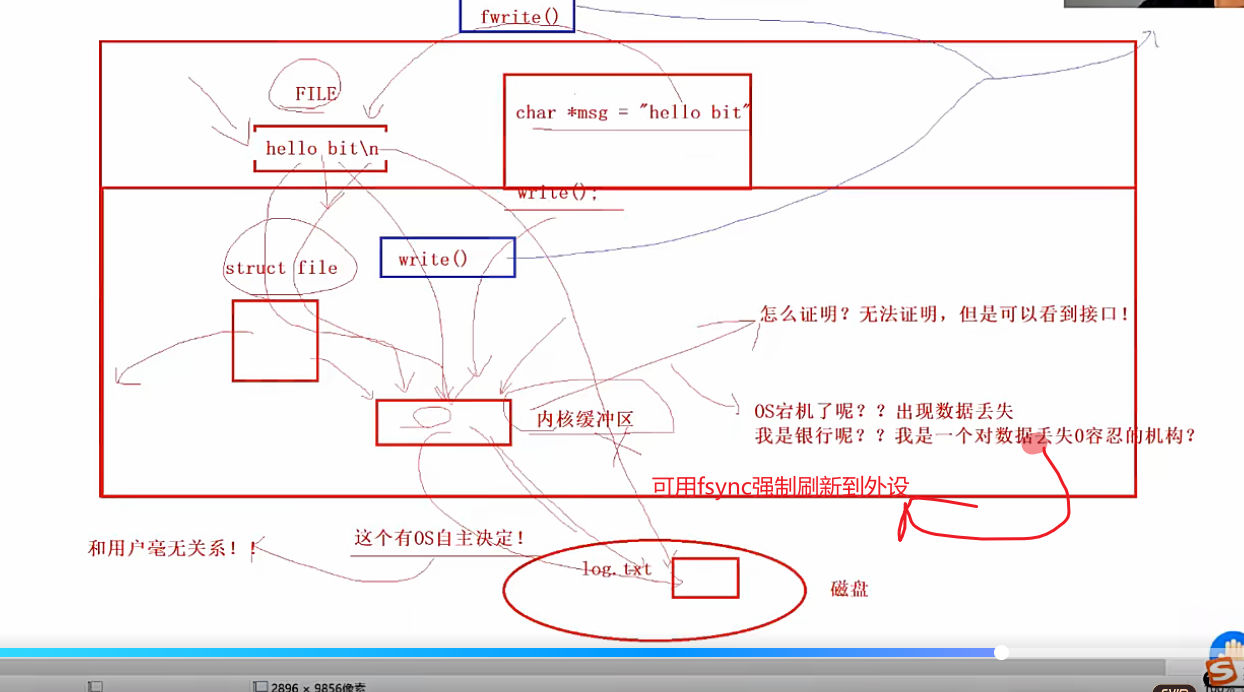 fwrite()
FILE
char *msg = "hello bit"
hello bit\n
write();
struct file
write()
怎么证明？无法证明，但是可以看到接口！
OS宕机了呢？？出现数据丢失
内核缓冲区
我是银行呢？？我是一个对数据丢失0容忍的机构？
可用fsync强制刷新到外设
这个有OS自主决定！
和用户毫无关系！！
log.txt
磁盘
2896 × 9856像素